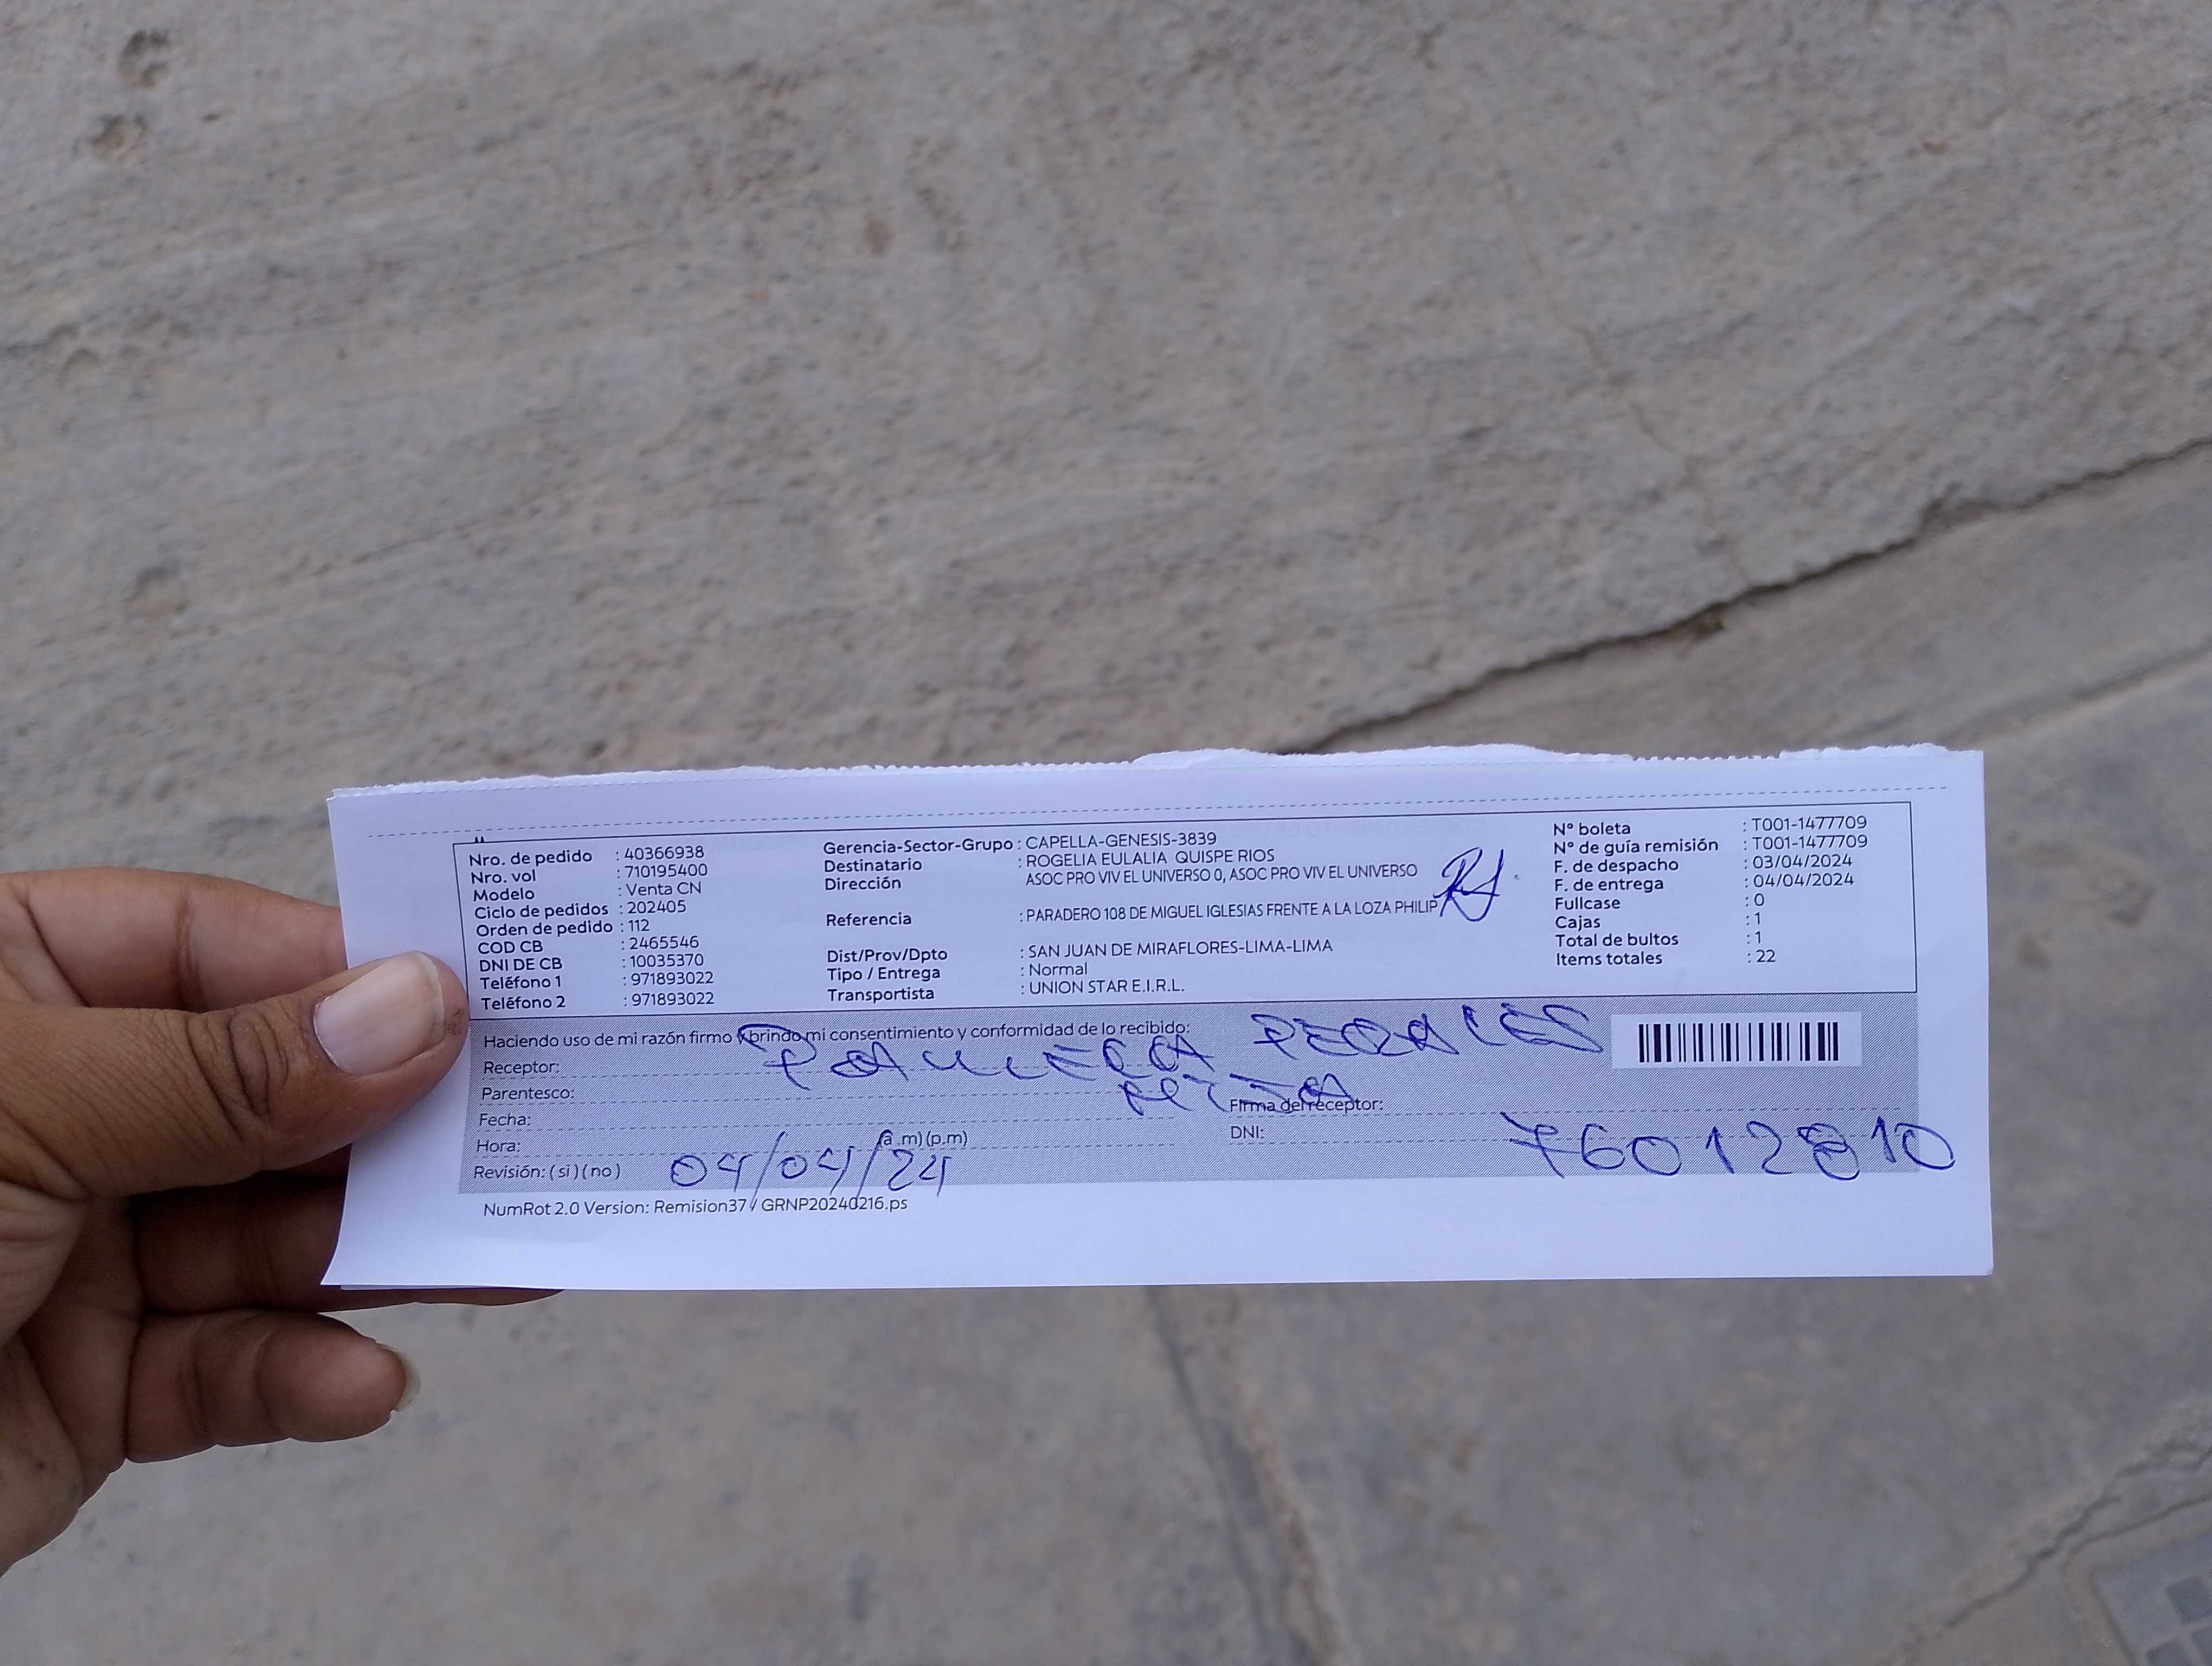 Nro. de pedido : 40366938
Nro. vol : 710195400
Modelo : Venta CN
Ciclo de pedidos : 202405
Orden de pedido : 112
COD CB : 2465546
DNI DE CB : 10035370
Teléfono 1 : 971893022
Teléfono 2 : 971893022
Gerencia-Sector-Grupo : CAPELLA-GENESIS-3839
Destinatario : ROGELIA EULALIA QUISPE RIOS
Dirección ASOC PRO VIV EL UNIVERSO 0, ASOC PRO VIV EL UNIVERSO
Referencia : PARADERO 108 DE MIGUEL IGLESIAS FRENTE A LA LOZA PHILIP
Dist/Prov/Dpto : SAN JUAN DE MIRAFLORES-LIMA-LIMA
Tipo / Entrega : Normal
Transportista : UNION STAR E.I.R.L.
N° boleta : T001-1477709
N° de guía remisión : T001-1477709
F. de despacho : 03/04/2024
F. de entrega : 04/04/2024
Fullcase : 0
Cajas : 1
Total de bultos : 1
Items totales : 22
Haciendo uso de mi razón firmo y brindo mi consentimiento y conformidad de lo recibido:
Receptor:
Parentesco:
Fecha:
Firma del receptor:
Hora: (a.m) (p.m)
DNI: 76012810
Revisión: ( si ) ( no ) 04/04/24
NumRot 2.0 Version: Remision37 / GRNP20240216.ps